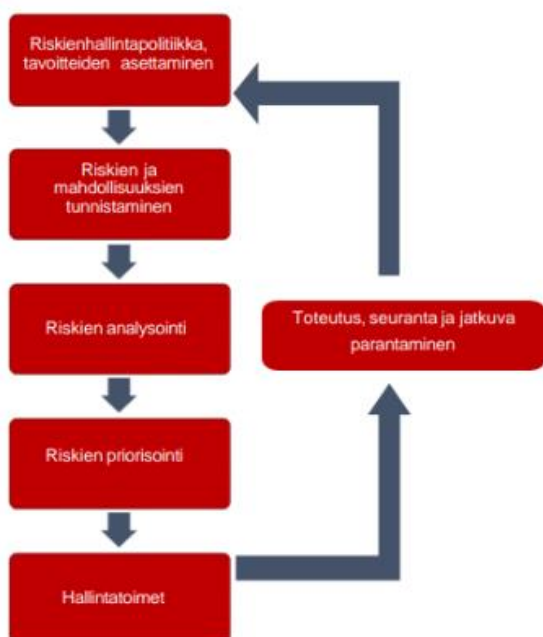 Riskienhallintapolitiikka,
tavoitteiden asettaminen
Riskien ja
mahdollisuuksien
tunnistaminen
Riskien analysointi
Toteutus, seuranta ja jatkuva
parantaminen
Riskien priorisointi
Hallintatoimet